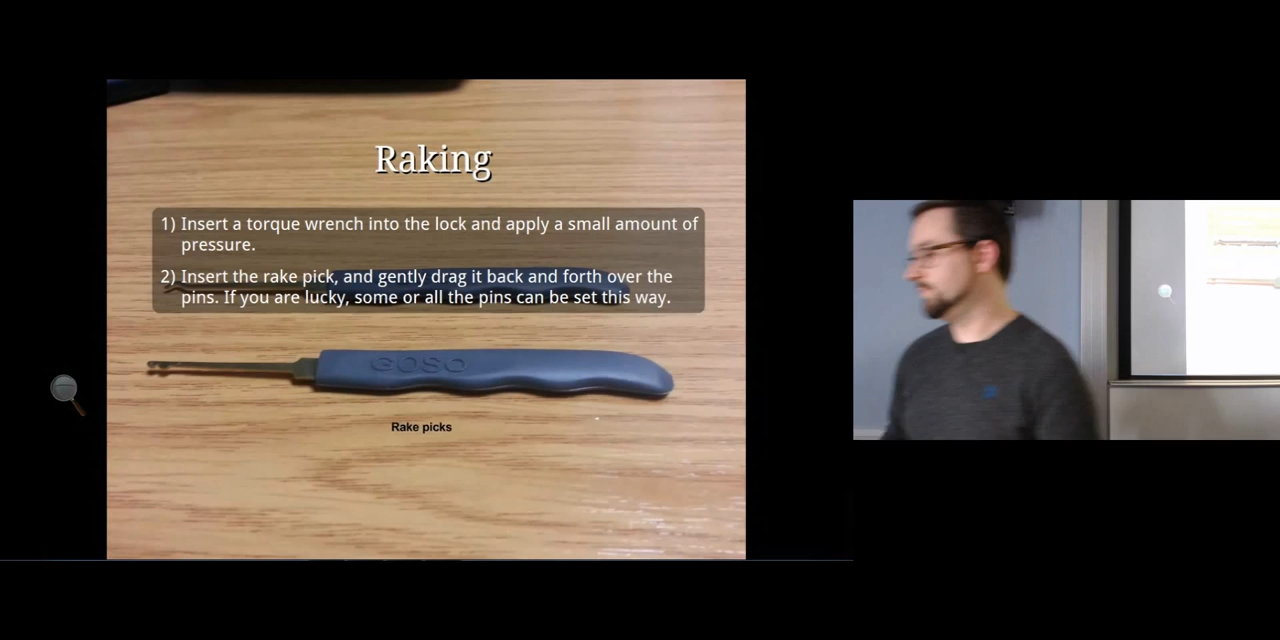 Raking
1) Insert a torque wrench into the lock and apply a small amount of
pressure.
2) Insert the rake pick, and gently drag it back and forth over the
pins. If you are lucky, some or all the pins can be set this way.
GOSO
Rake picks